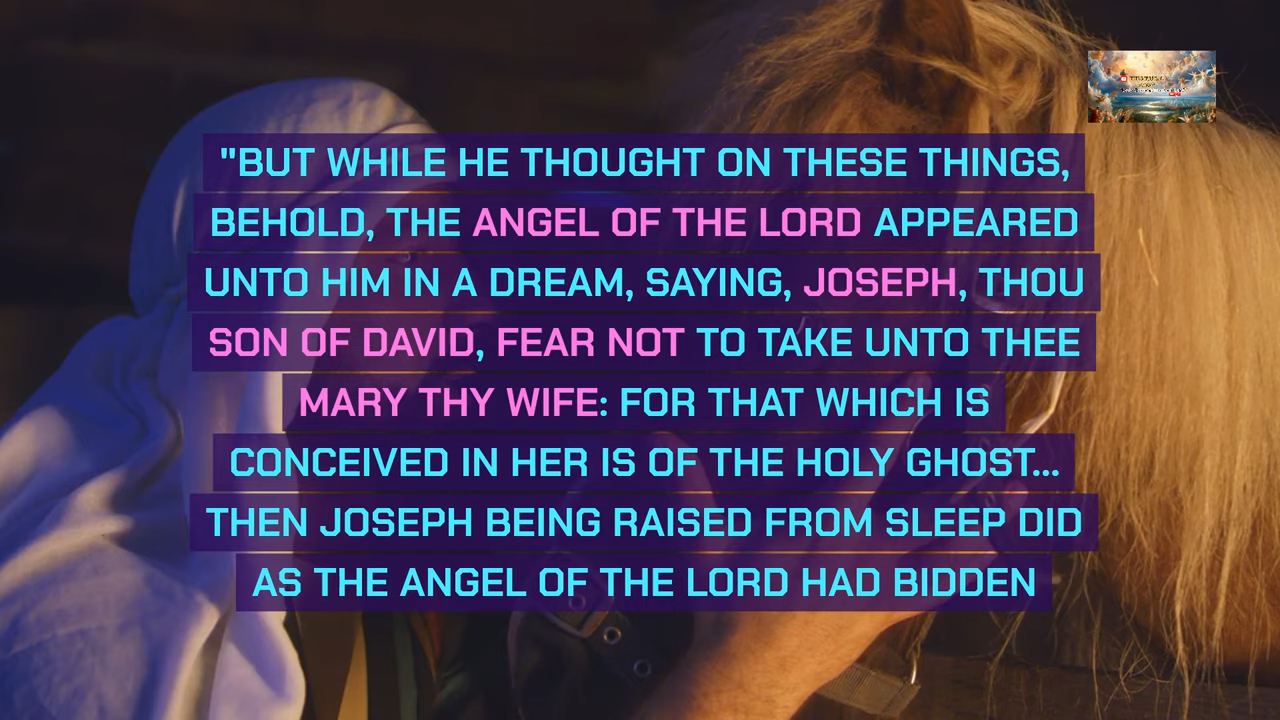 "BUT WHILE HE THOUGHT ON THESE THINGS,
BEHOLD, THE ANGEL OF THE LORD APPEARED
UNTO HIM IN A DREAM, SAYING, JOSEPH, THOU
SON OF DAVID, FEAR NOT TO TAKE UNTO THEE
MARY THY WIFE: FOR THAT WHICH IS
CONCEIVED IN HER IS OF THE HOLY GHOST...
THEN JOSEPH BEING RAISED FROM SLEEP DID
AS THE ANGEL OF THE LORD HAD BIDDEN